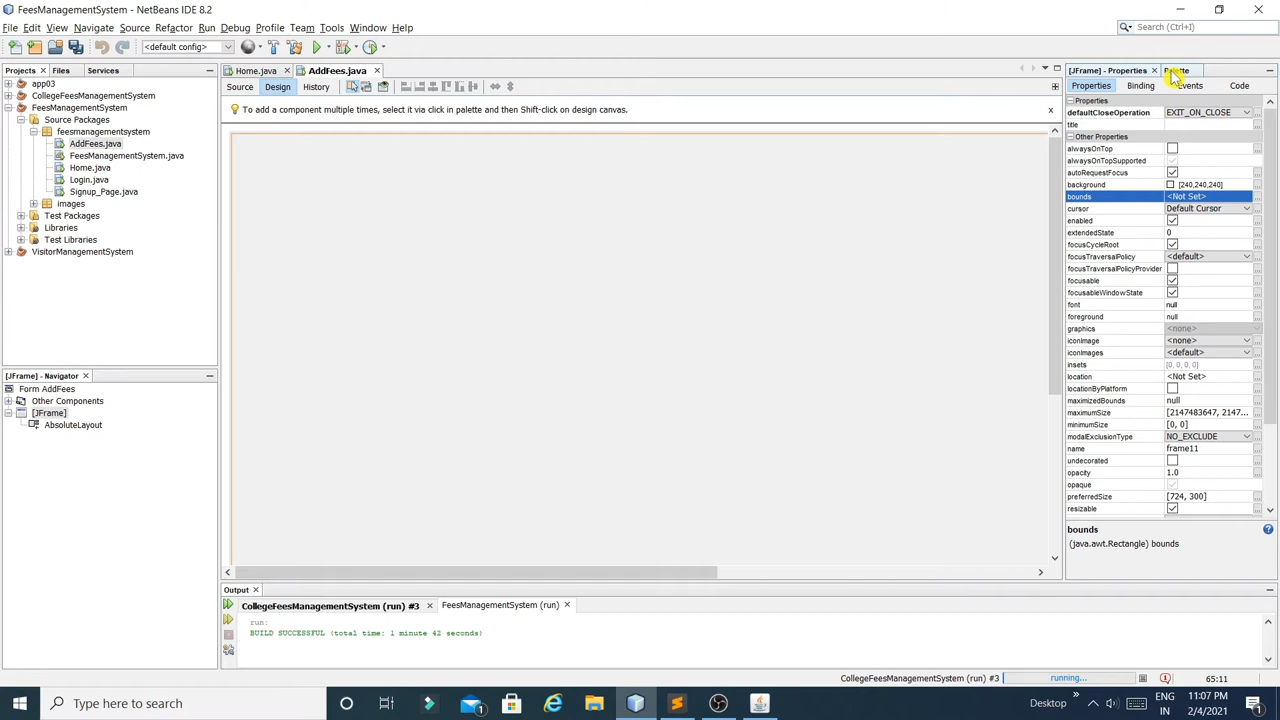 FeesManagementSystem - NetBeans IDE 8.2
File Edit View Navigate Source Refactor Run Debug Profile Team Tools Window Help
Search (Ctrl+I)
<default config>
Projects Files Services
app03
CollegeFeesManagementSystem
FeesManagementSystem
Source Packages
feesmanagementsystem
AddFees.java
FeesManagementSystem.java
Home.java
Login.java
Signup_Page.java
images
Test Packages
Libraries
Test Libraries
VisitorManagementSystem
[JFrame] - Navigator
Form AddFees
Other Components
[JFrame]
AbsoluteLayout
Home.java AddFees.java
Source Design History
To add a component multiple times, select it via click in palette and then Shift-click on design canvas.
[JFrame] - Properties Palette
Properties Binding Events Code
Properties
defaultCloseOperation EXIT_ON_CLOSE
title
Other Properties
alwaysOnTop
alwaysOnTopSupported
autoRequestFocus
background [240,240,240]
bounds <Not Set>
cursor Default Cursor
enabled
extendedState 0
focusCycleRoot
focusTraversalPolicy <default>
focusTraversalPolicyProvider
focusable
focusableWindowState
font null
foreground null
graphics <none>
iconImage <none>
iconImages <default>
insets [0, 0, 0, 0]
location <Not Set>
locationByPlatform
maximizedBounds null
maximumSize [2147483647, 2147...
minimumSize [0, 0]
modalExclusionType NO_EXCLUDE
name frame11
undecorated
opacity 1.0
opaque
preferredSize [724, 300]
resizable
bounds
(java.awt.Rectangle) bounds
Output
CollegeFeesManagementSystem (run) #3 FeesManagementSystem (run)
run:
BUILD SUCCESSFUL (total time: 1 minute 42 seconds)
CollegeFeesManagementSystem (run) #3 running... 65:11
Type here to search
Desktop
ENG
IN
11:07 PM
2/4/2021